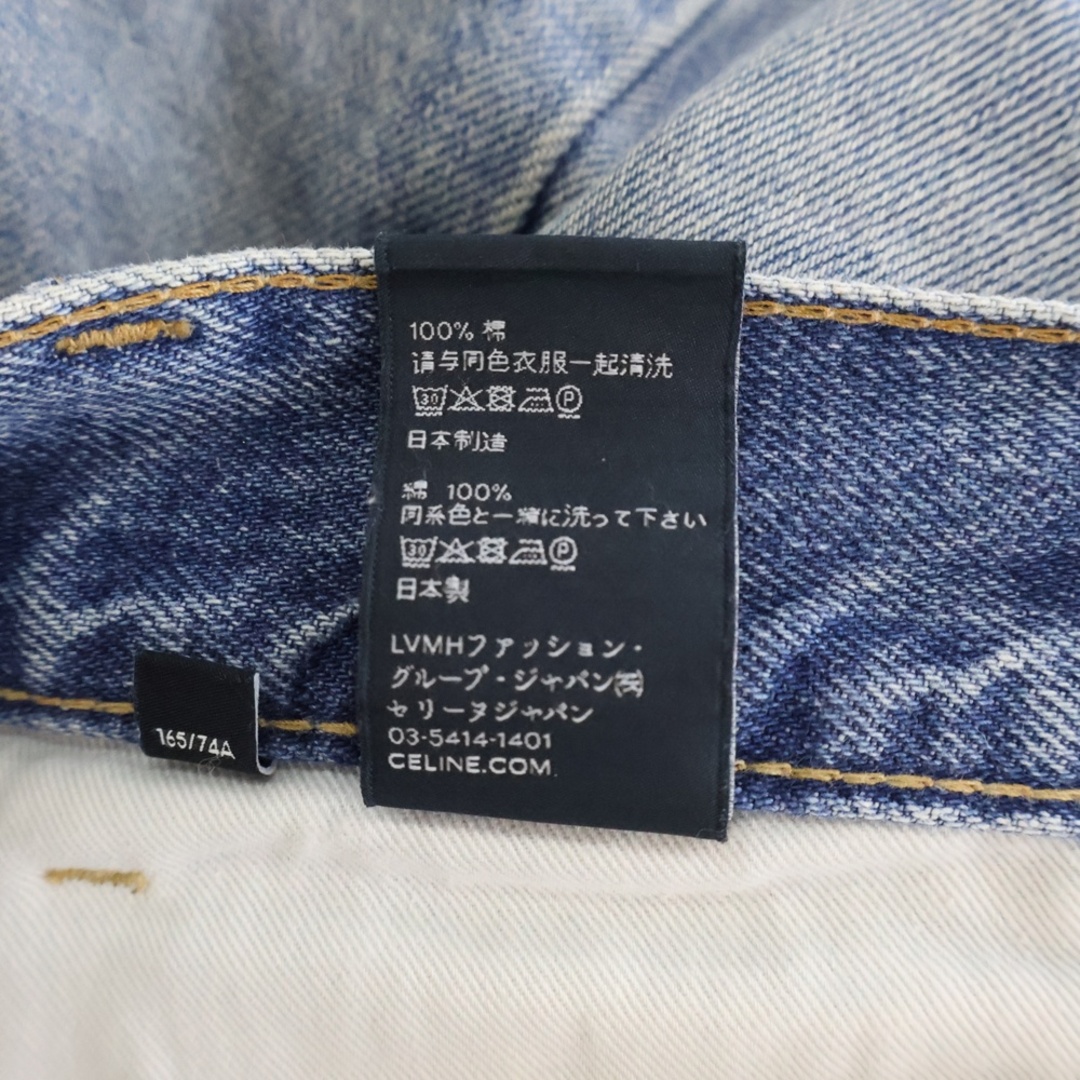 100% 棉
请与同色衣服一起清洗
30 P
日本制造
綿 100%
同系色と一緒に洗って下さい
30 P
日本製
LVMHファッション・
グループ・ジャパン㈱
セリーヌジャパン
03-5414-1401
CELINE.COM
165/74A